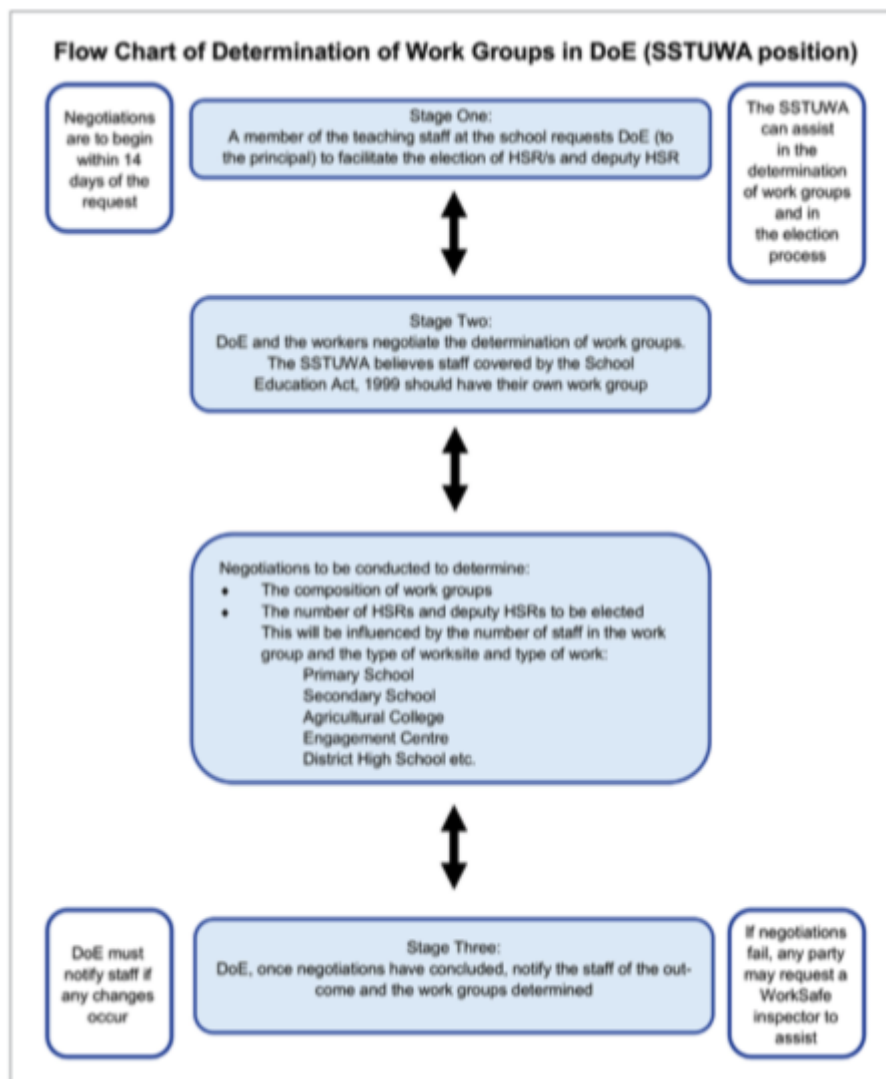 Flow Chart of Determination of Work Groups in DoE (SSTUWA position)
Negotiations
are to begin
within 14
days of the
request
Stage One:
A member of the teaching staff at the school requests DoE (to
the principal) to facilitate the election of HSR/s and deputy HSR
The SSTUWA
can assist
in the
determination
of work groups
and in
the election
process
Stage Two:
DoE and the workers negotiate the determination of work groups.
The SSTUWA believes staff covered by the School
Education Act, 1999 should have their own work group
Negotiations to be conducted to determine:
• The composition of work groups
• The number of HSRs and deputy HSRs to be elected
This will be influenced by the number of staff in the work
group and the type of worksite and type of work:
Primary School
Secondary School
Agricultural College
Engagement Centre
District High School etc.
DoE must
notify staff if
any changes
occur
Stage Three:
DoE, once negotiations have concluded, notify the staff of the out-
come and the work groups determined
If negotiations
fail, any party
may request a
WorkSafe
inspector to
assist